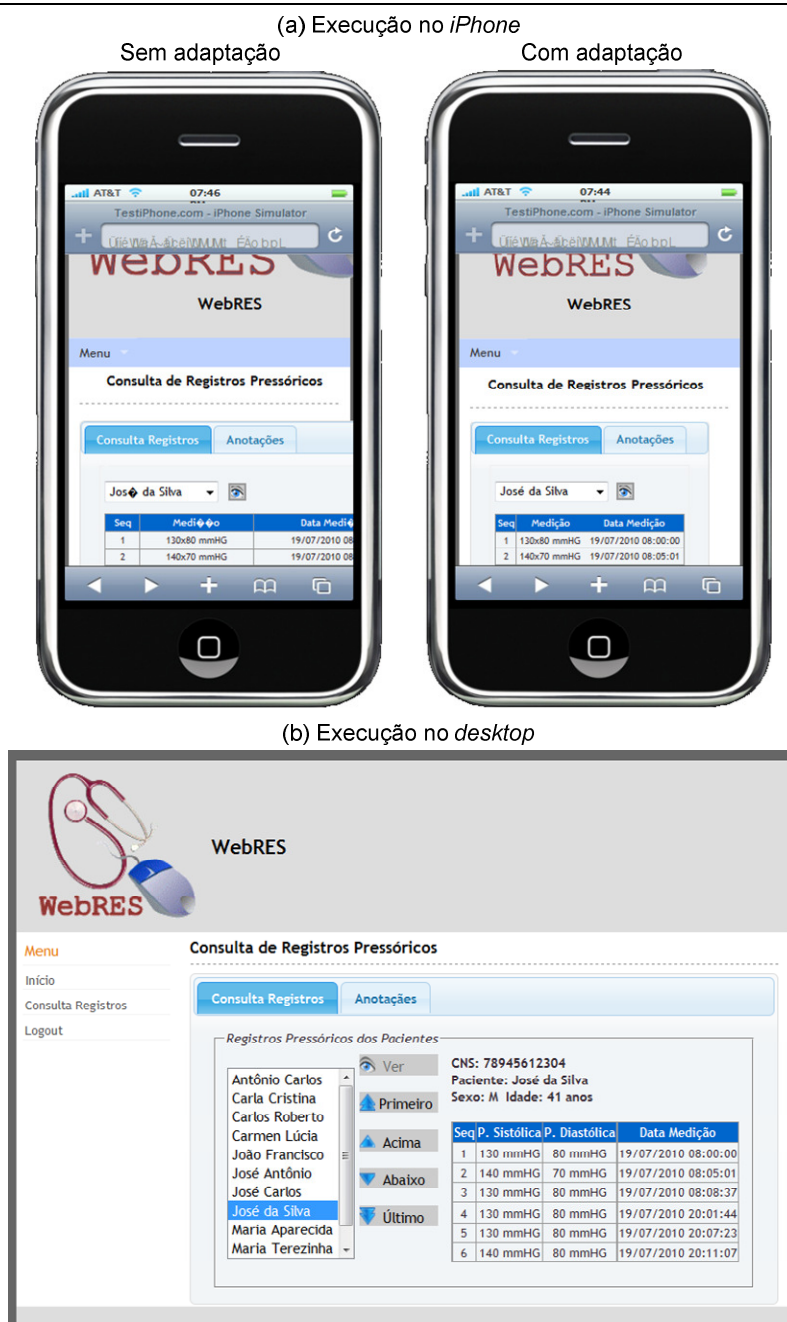 (a) Execução no iPhone
Sem adaptação
Com adaptação
AT&T 07:46
TestiPhone.com - iPhone Simulator
WebRES
WebRES
Menu
Consulta de Registros Pressóricos
Consulta Registros Anotações
Jos� da Silva
Seq Medi��o Data Medi�
1 130x80 mmHG 19/07/2010 08
2 140x70 mmHG 19/07/2010 08
AT&T 07:44
TestiPhone.com - iPhone Simulator
WebRES
WebRES
Menu
Consulta de Registros Pressóricos
Consulta Registros Anotações
José da Silva
Seq Medição Data Medição
1 130x80 mmHG 19/07/2010 08:00:00
2 140x70 mmHG 19/07/2010 08:05:01
(b) Execução no desktop
WebRES
WebRES
Menu
Início
Consulta Registros
Logout
Consulta de Registros Pressóricos
Consulta Registros Anotaçães
Registros Pressóricos dos Pacientes
Antônio Carlos
Carla Cristina
Carlos Roberto
Carmen Lúcia
João Francisco
José Antônio
José Carlos
José da Silva
Maria Aparecida
Maria Terezinha
Ver
Primeiro
Acima
Abaixo
Último
CNS: 78945612304
Paciente: José da Silva
Sexo: M Idade: 41 anos
Seq P. Sistólica P. Diastólica Data Medição
1 130 mmHG 80 mmHG 19/07/2010 08:00:00
2 140 mmHG 70 mmHG 19/07/2010 08:05:01
3 130 mmHG 80 mmHG 19/07/2010 08:08:37
4 130 mmHG 80 mmHG 19/07/2010 20:01:44
5 130 mmHG 80 mmHG 19/07/2010 20:07:23
6 140 mmHG 80 mmHG 19/07/2010 20:11:07